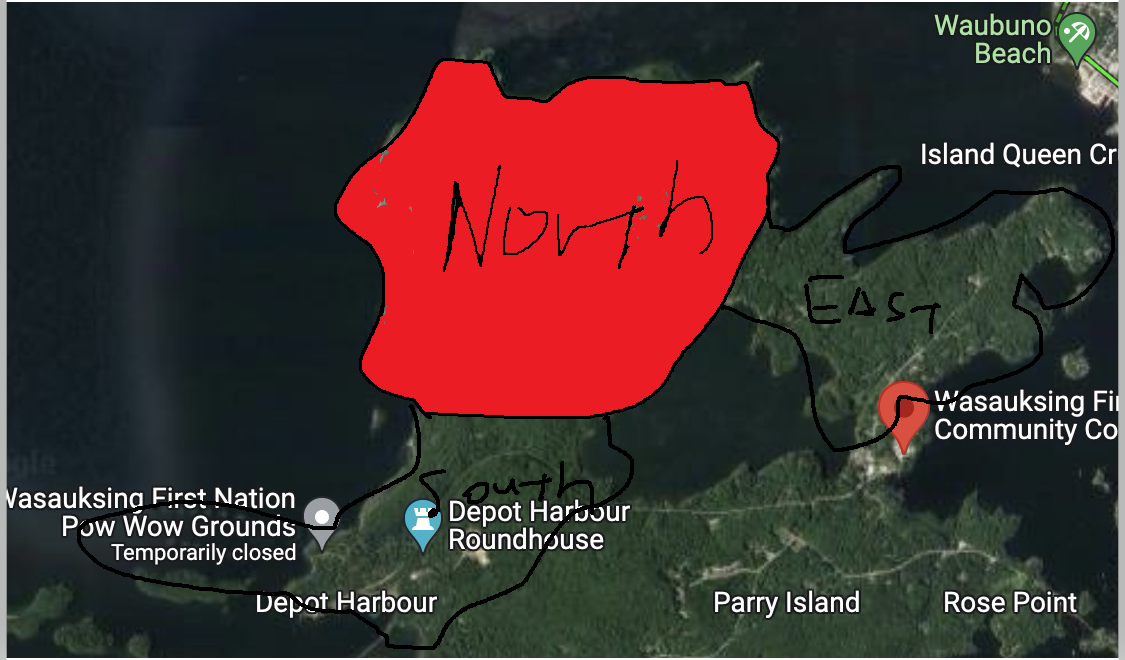 Waubuno
Beach
Island Queen Cr
North
EAST
Wasauksing Fi
Community Co
South
Wasauksing First Nation
Pow Wow Grounds
Temporarily closed
Depot Harbour
Roundhouse
Depot Harbour
Parry Island
Rose Point